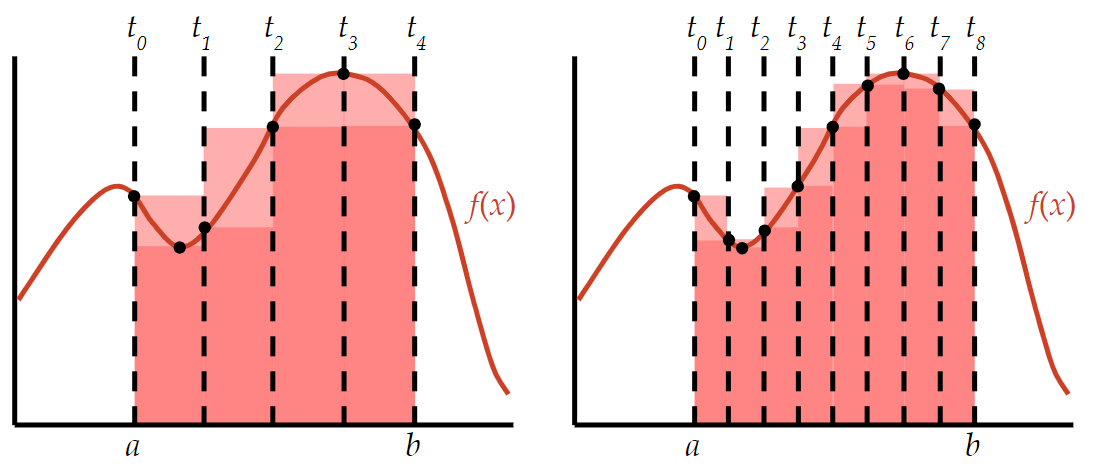 t₀ t₁ t₂ t₃ t₄
f(x)
a b
t₀ t₁ t₂ t₃ t₄ t₅ t₆ t₇ t₈
f(x)
a b